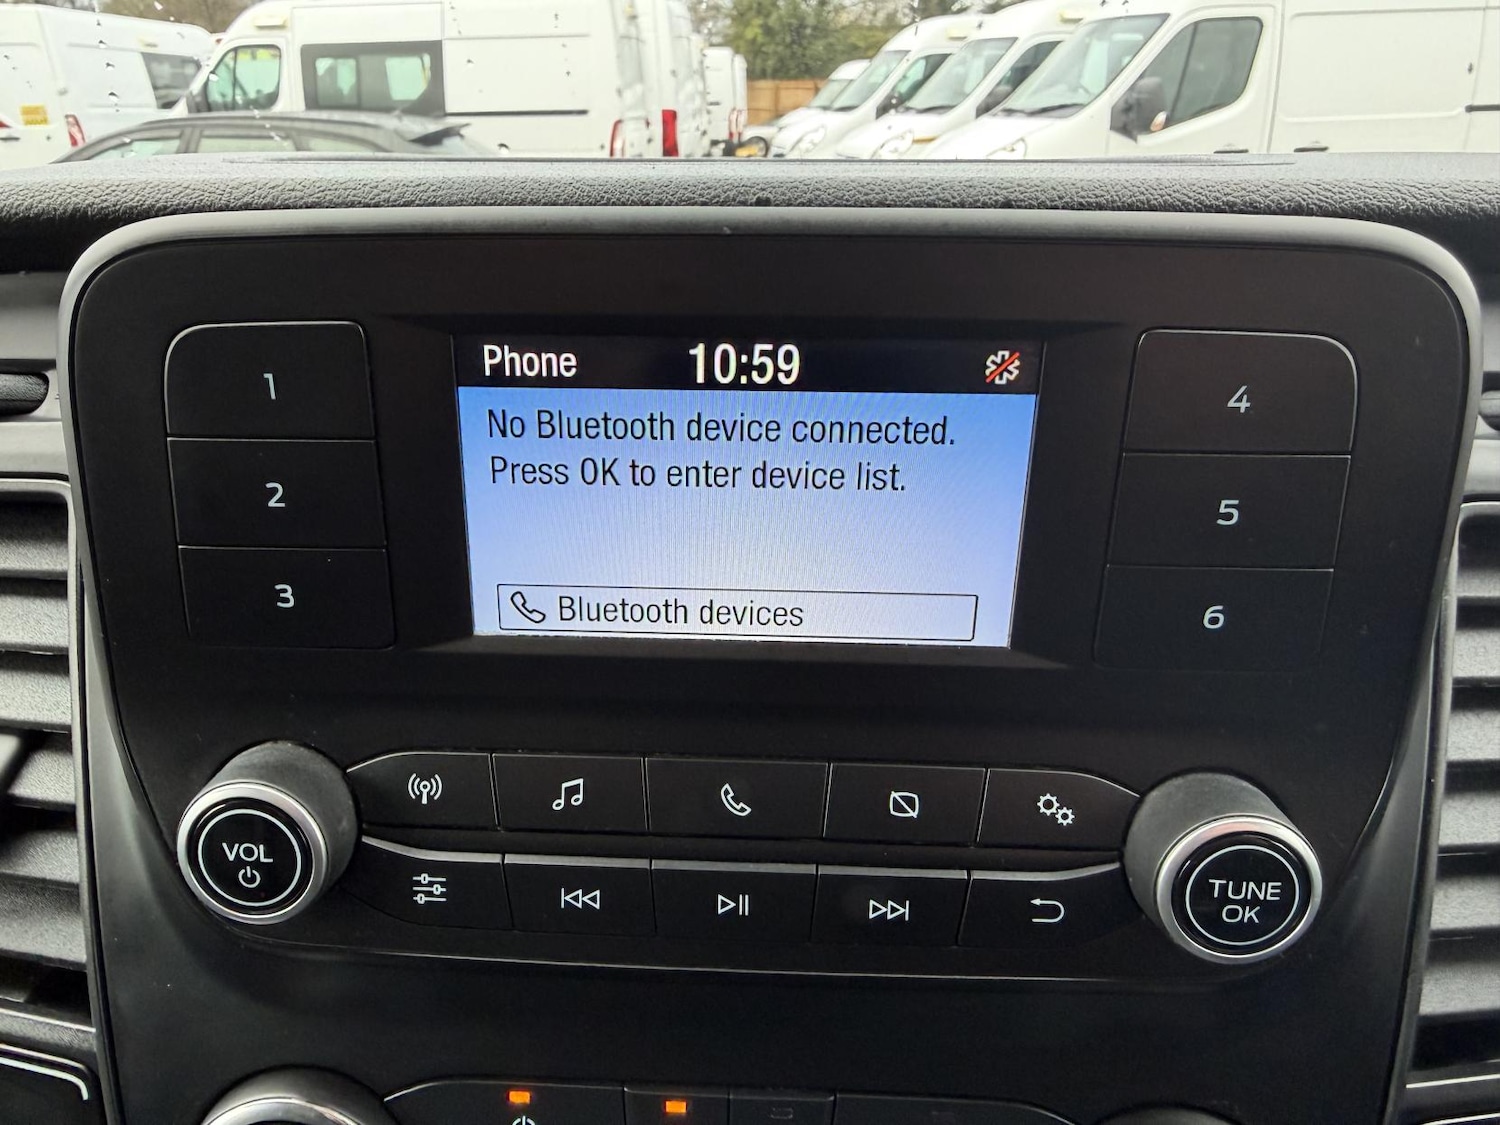 Phone 10:59
No Bluetooth device connected.
Press OK to enter device list.
Bluetooth devices
1
2
3
4
5
6
VOL
TUNE
OK